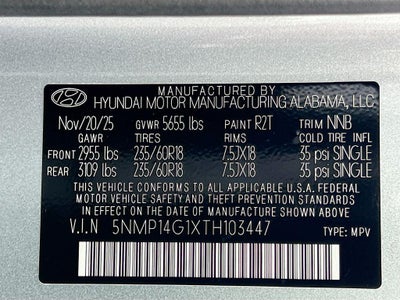 MANUFACTURED BY
HYUNDAI MOTOR MANUFACTURING ALABAMA, LLC
Nov/20/25 GVWR 5655 lbs PAINT R2T TRIM NNB
GAWR TIRES RIMS COLD TIRE INFL
FRONT 2955 lbs 235/60R18 7.5JX18 35 psi SINGLE
REAR 3109 lbs 235/60R18 7.5JX18 35 psi SINGLE
THIS VEHICLE CONFORMS TO ALL APPLICABLE U.S.A. FEDERAL
MOTOR VEHICLE SAFETY AND THEFT PREVENTION STANDARDS
IN EFFECT ON THE DATE OF MANUFACTURE SHOWN ABOVE.
V.I.N 5NMP14G1XTH103447 TYPE: MPV